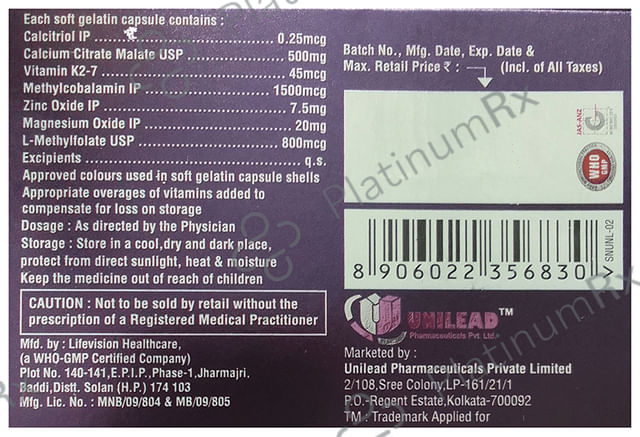 Each soft gelatin capsule contains :
Calcitriol IP ........ 0.25mcg
Calcium Citrate Malate USP ........ 500mg
Vitamin K2-7 ........ 45mcg
Methylcobalamin IP ........ 1500mcg
Zinc Oxide IP ........ 7.5mg
Magnesium Oxide IP ........ 20mg
L-Methylfolate USP ........ 800mcg
Excipients ........ q.s.
Approved colours used in soft gelatin capsule shells
Appropriate overages of vitamins added to
compensate for loss on storage
Dosage : As directed by the Physician
Storage : Store in a cool,dry and dark place,
protect from direct sunlight, heat & moisture
Keep the medicine out of reach of children
CAUTION : Not to be sold by retail without the
prescription of a Registered Medical Practitioner
Mfd. by : Lifevision Healthcare,
(a WHO-GMP Certified Company)
Plot No. 140-141,E.P.I.P.,Phase-1,Jharmajri,
Baddi,Distt. Solan (H.P.) 174 103
Mfg. Lic. No. : MNB/09/804 & MB/09/805
Batch No., Mfg. Date, Exp. Date &
Max. Retail Price ₹ : (Incl. of All Taxes)
JAS-ANZ
WHO
GMP
8 906022 356830
SNUNL-02
UNILEAD™
Pharmaceuticals Pvt. Ltd.
Marketed by :
Unilead Pharmaceuticals Private Limited
2/108,Sree Colony,LP-161/21/1
P.O.-Regent Estate,Kolkata-700092
TM : Trademark Applied for
PlatinumRx